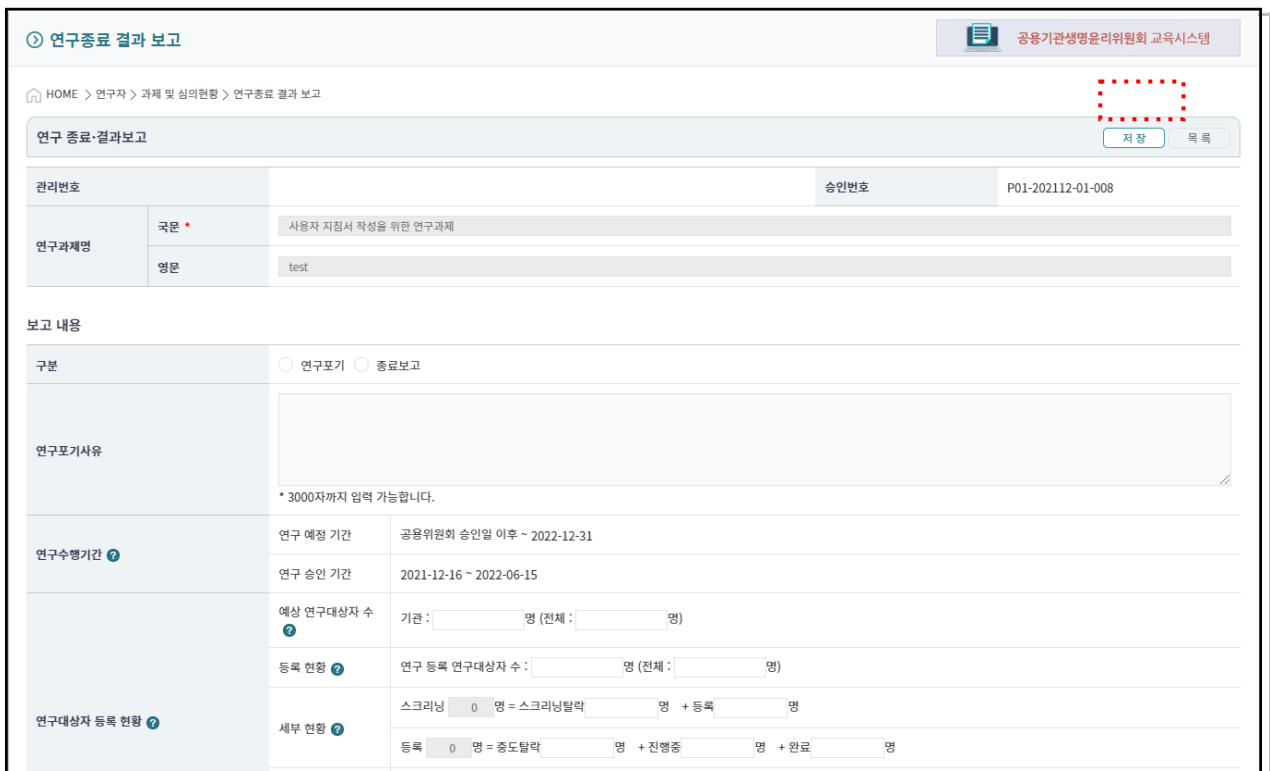 연구종료 결과 보고
공용기관생명윤리위원회 교육시스템
HOME > 연구자 > 과제 및 심의현황 > 연구종료 결과 보고
연구 종료·결과보고
저장 목록
관리번호 승인번호 P01-202112-01-008
연구과제명 국문 * 사용자 지침서 작성을 위한 연구과제
영문 test
보고 내용
구분 연구포기 종료보고
연구포기사유
* 3000자까지 입력 가능합니다.
연구수행기간 ? 연구 예정 기간 공용위원회 승인일 이후 ~ 2022-12-31
연구 승인 기간 2021-12-16 ~ 2022-06-15
연구대상자 등록 현황 ? 예상 연구대상자 수 ? 기관 : 명 (전체 : 명)
등록 현황 ? 연구 등록 연구대상자 수 : 명 (전체 : 명)
세부 현황 ? 스크리닝 0 명 = 스크리닝탈락 명 + 등록 명
등록 0 명 = 중도탈락 명 + 진행중 명 + 완료 명